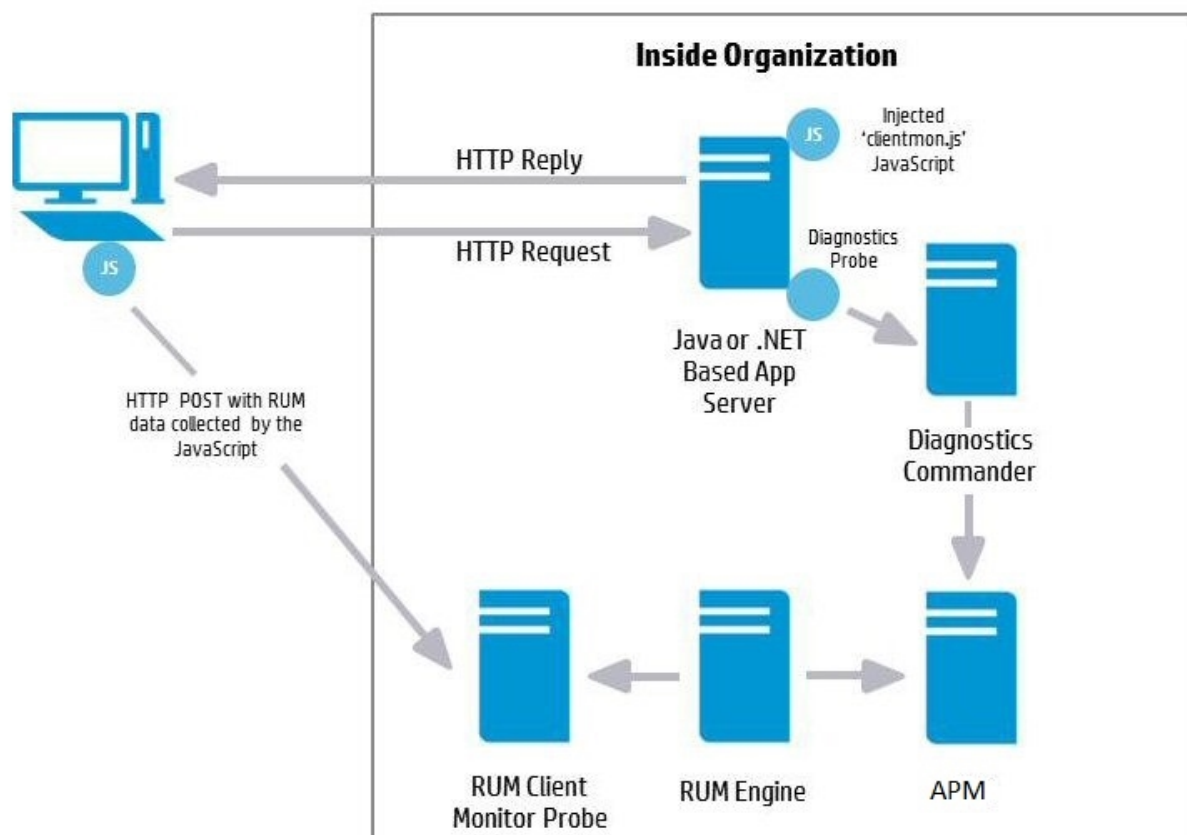 Inside Organization
JS
Injected
'clientmon.js'
JavaScript
HTTP Reply
HTTP Request
JS
Diagnostics
Probe
Java or .NET
Based App
Server
HTTP POST with RUM
data collected by the
JavaScript
Diagnostics
Commander
RUM Client
Monitor Probe
RUM Engine
APM